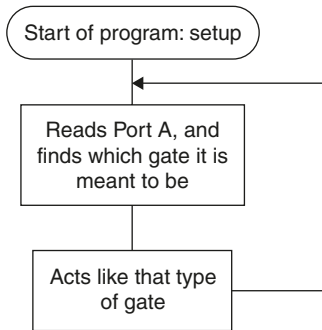 Start of program: setup
Reads Port A, and
finds which gate it is
meant to be
Acts like that type
of gate